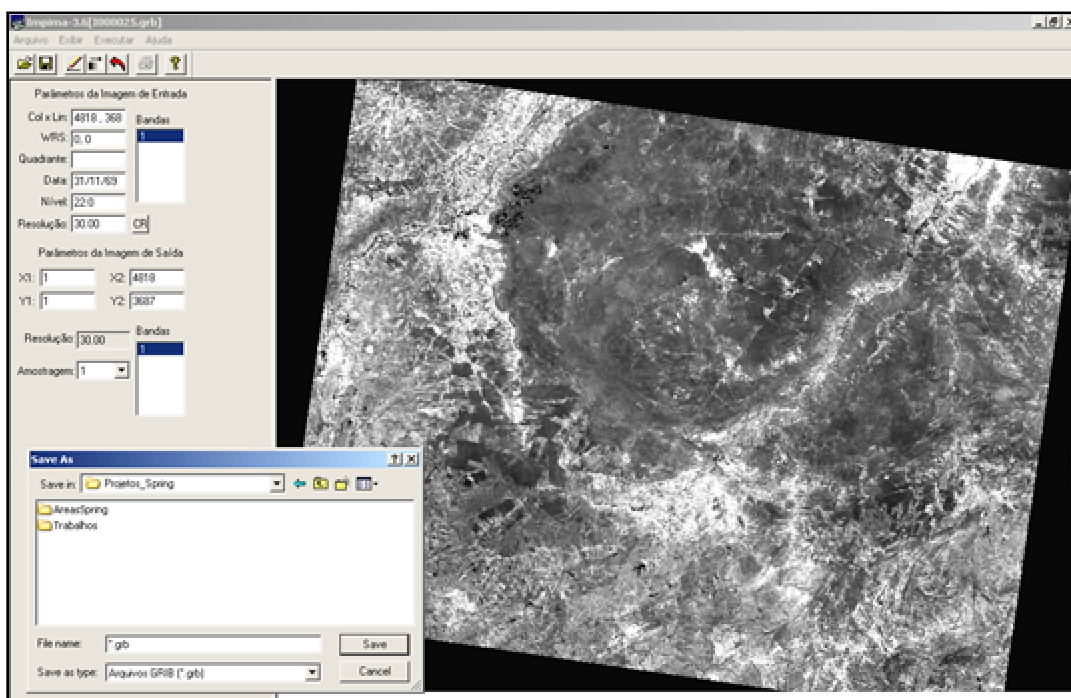 Impima-3.6[I000025.grb]
Arquivo Exibir Executar Ajuda
Parâmetros da Imagem de Entrada
Col x Lin: 4818 , 368
Bandas
1
WRS: 0, 0
Quadrante:
Data: 31/11/69
Nível: 22:0
Resolução: 30.00 CR
Parâmetros da Imagem de Saída
X1: 1 X2: 4818
Y1: 1 Y2: 3687
Bandas
1
Resolução: 30.00
Amostragem: 1
Save As
Save in: Projetos_Spring
AreasSpring
Trabalhos
File name: *.grb Save
Save as type: Arquivos GRIB (*.grb) Cancel